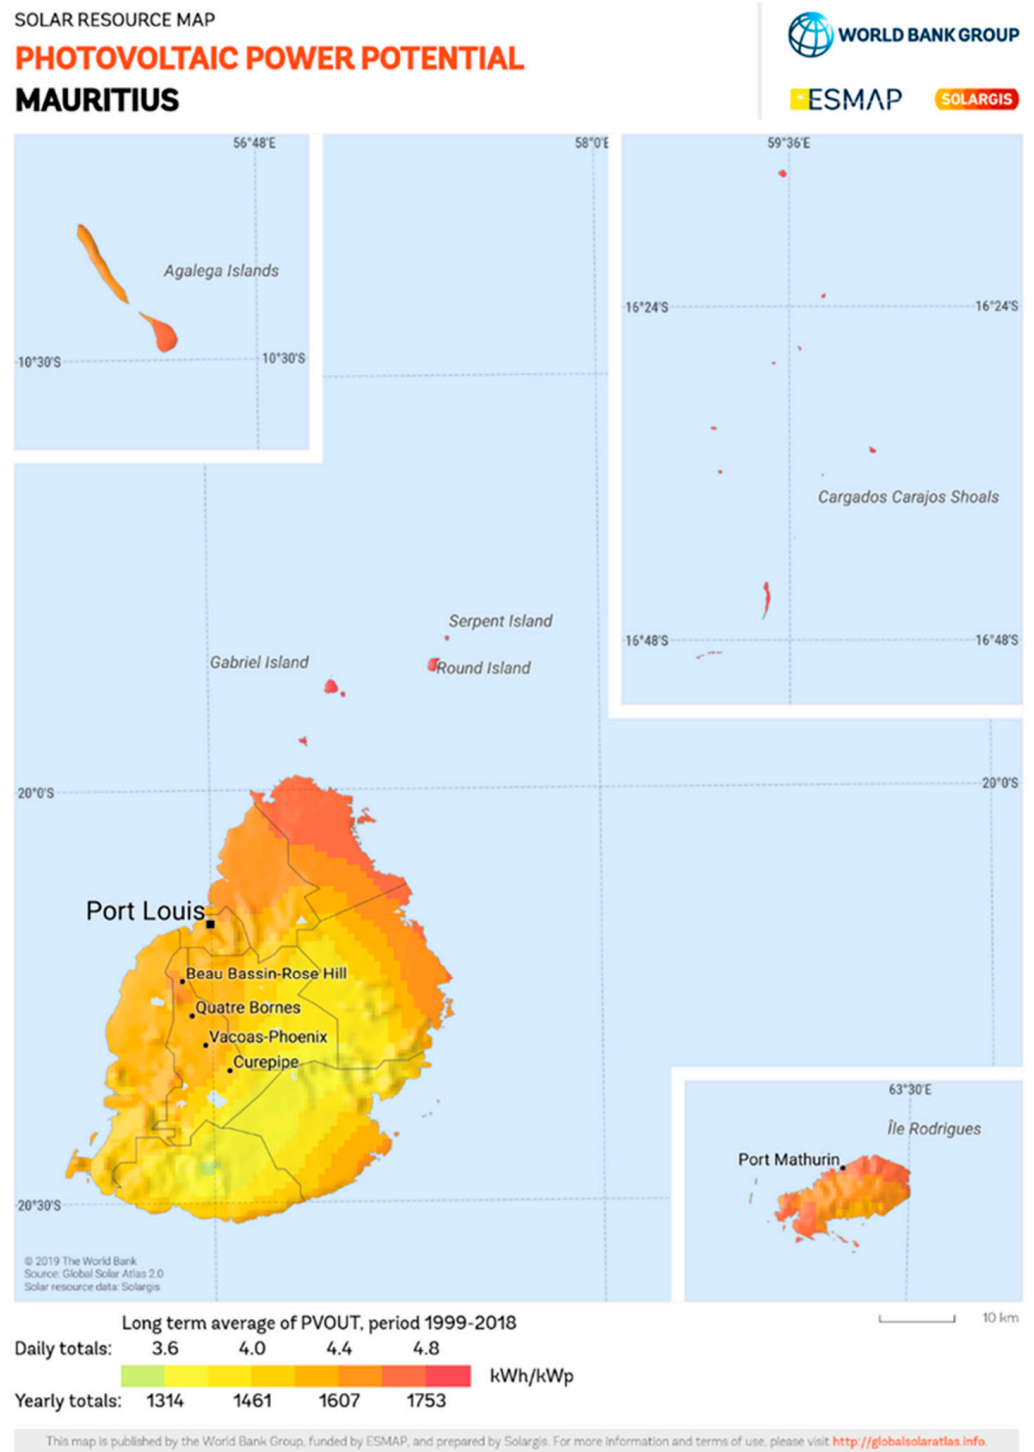 SOLAR RESOURCE MAP
PHOTOVOLTAIC POWER POTENTIAL
MAURITIUS
WORLD BANK GROUP
ESMAP
SOLARGIS
56°48'E
58°0'E
59°36'E
Agalega Islands
16°24'S
16°24'S
10°30'S
10°30'S
Cargados Carajos Shoals
Serpent Island
16°48'S
16°48'S
Gabriel Island
Round Island
20°0'S
20°0'S
Port Louis
Beau Bassin-Rose Hill
Quatre Bornes
Vacoas-Phoenix
Curepipe
63°30'E
Île Rodrigues
Port Mathurin
20°30'S
© 2019 The World Bank
Source: Global Solar Atlas 2.0
Solar resource data: Solargis
10 km
Long term average of PVOUT, period 1999-2018
Daily totals: 3.6 4.0 4.4 4.8
kWh/kWp
Yearly totals: 1314 1461 1607 1753
This map is published by the World Bank Group, funded by ESMAP, and prepared by Solargis. For more information and terms of use, please visit http://globalsolaratlas.info.